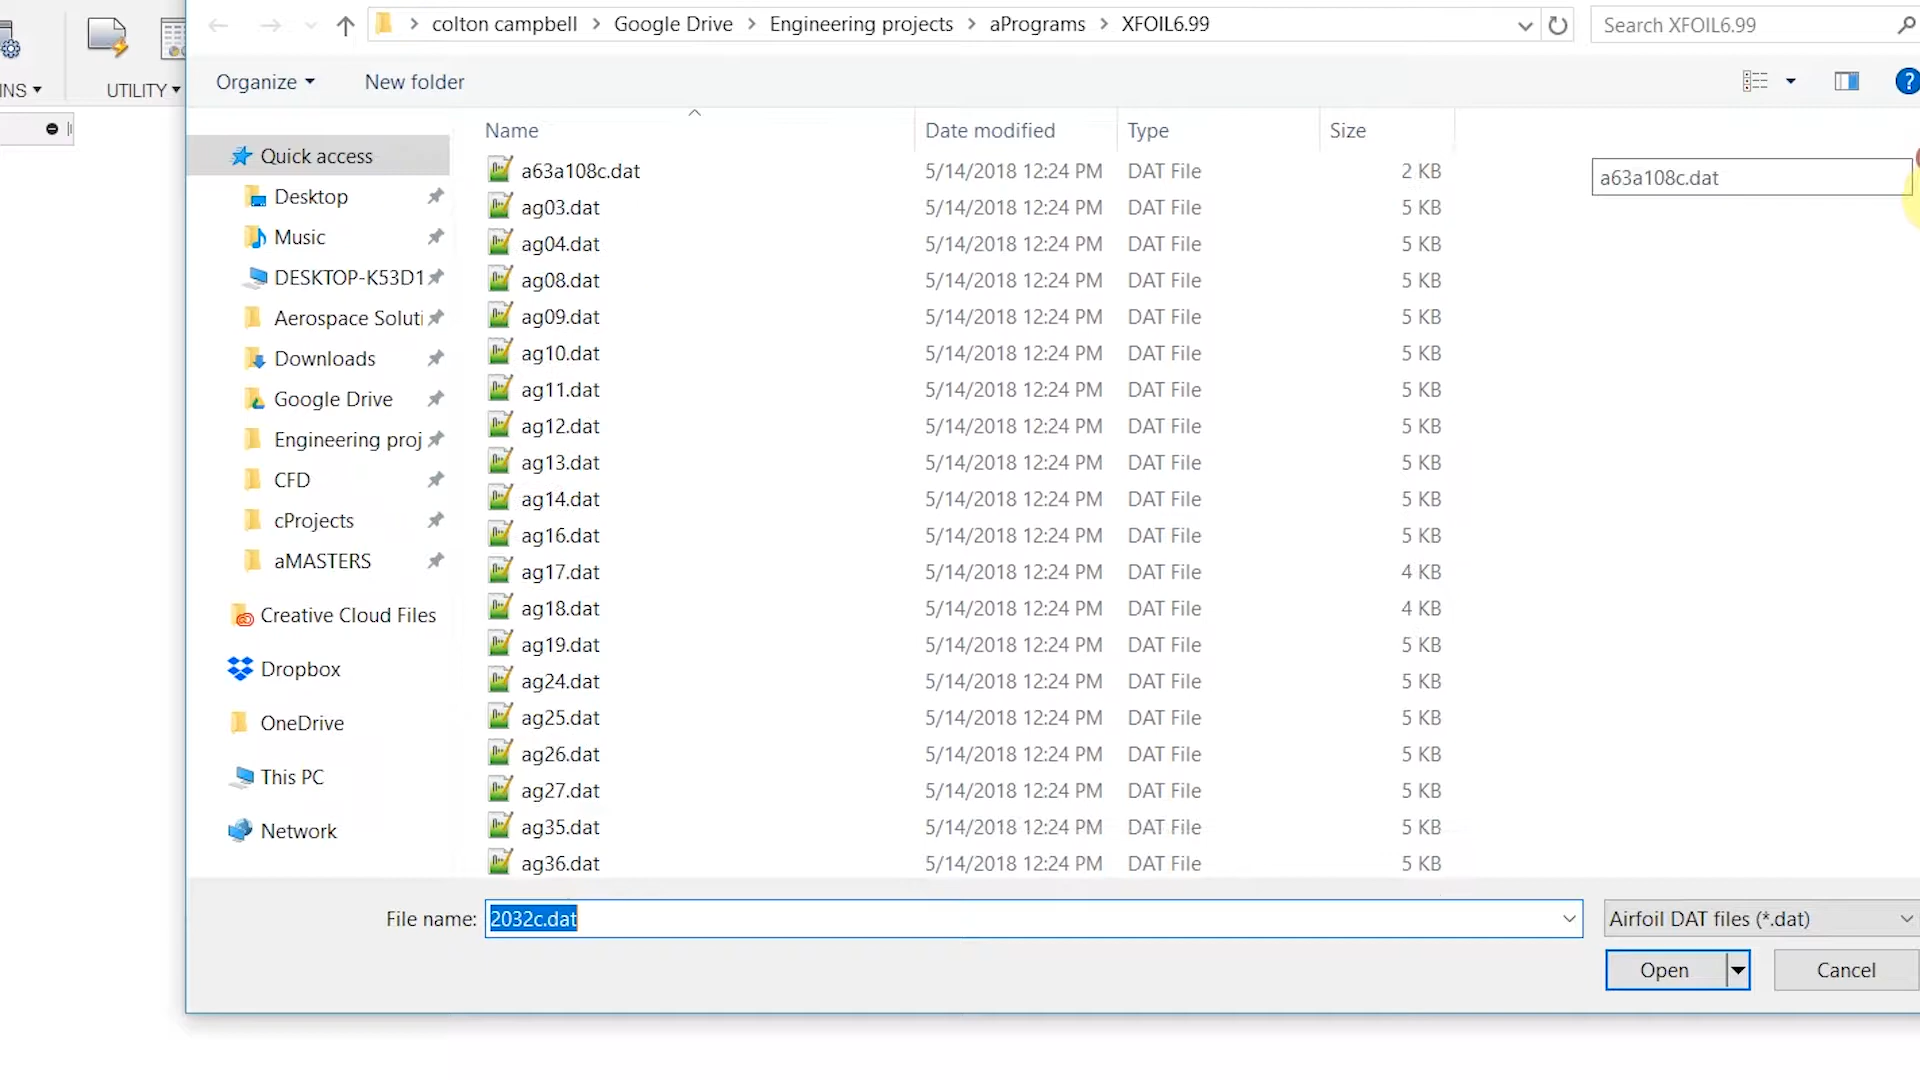 colton campbell > Google Drive > Engineering projects > aPrograms > XFOIL6.99
Search XFOIL6.99
NS
UTILITY
Organize
New folder
?
Name
Date modified
Type
Size
Quick access
Desktop
Music
DESKTOP-K53D1
Aerospace Soluti
Downloads
Google Drive
Engineering proj
CFD
cProjects
aMASTERS
Creative Cloud Files
Dropbox
OneDrive
This PC
Network
a63a108c.dat 5/14/2018 12:24 PM DAT File 2 KB
ag03.dat 5/14/2018 12:24 PM DAT File 5 KB
ag04.dat 5/14/2018 12:24 PM DAT File 5 KB
ag08.dat 5/14/2018 12:24 PM DAT File 5 KB
ag09.dat 5/14/2018 12:24 PM DAT File 5 KB
ag10.dat 5/14/2018 12:24 PM DAT File 5 KB
ag11.dat 5/14/2018 12:24 PM DAT File 5 KB
ag12.dat 5/14/2018 12:24 PM DAT File 5 KB
ag13.dat 5/14/2018 12:24 PM DAT File 5 KB
ag14.dat 5/14/2018 12:24 PM DAT File 5 KB
ag16.dat 5/14/2018 12:24 PM DAT File 5 KB
ag17.dat 5/14/2018 12:24 PM DAT File 4 KB
ag18.dat 5/14/2018 12:24 PM DAT File 4 KB
ag19.dat 5/14/2018 12:24 PM DAT File 5 KB
ag24.dat 5/14/2018 12:24 PM DAT File 5 KB
ag25.dat 5/14/2018 12:24 PM DAT File 5 KB
ag26.dat 5/14/2018 12:24 PM DAT File 5 KB
ag27.dat 5/14/2018 12:24 PM DAT File 5 KB
ag35.dat 5/14/2018 12:24 PM DAT File 5 KB
ag36.dat 5/14/2018 12:24 PM DAT File 5 KB
a63a108c.dat
File name: 2032c.dat
Airfoil DAT files (*.dat)
Open
Cancel